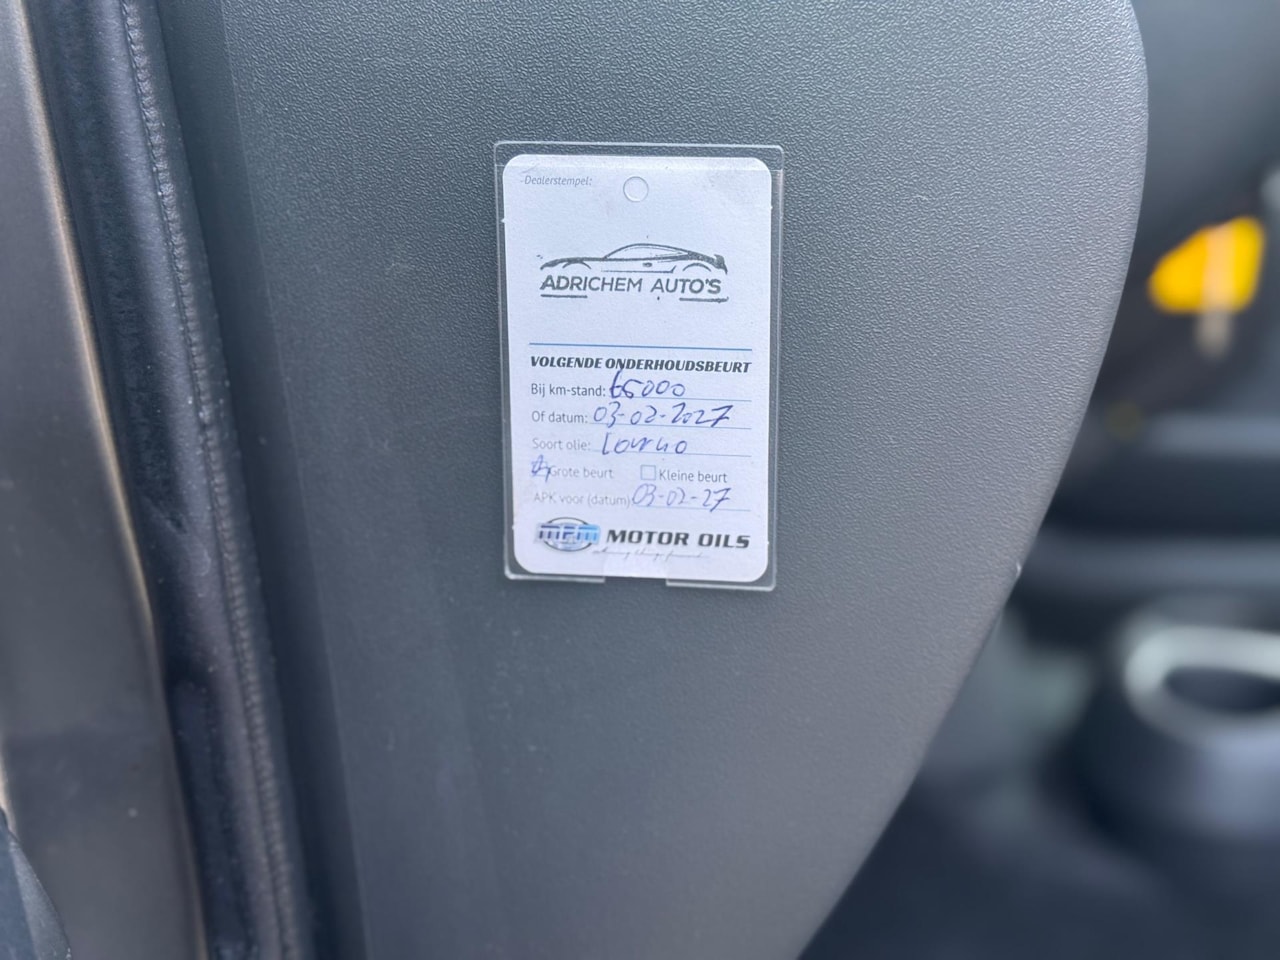 Dealerstempel:
ADRICHEM AUTO'S
VOLGENDE ONDERHOUDSBEURT
Bij km-stand: 65000
Of datum: 03-02-2027
Soort olie: 10W40
Grote beurt Kleine beurt
APK voor (datum) 03-02-27
MPM MOTOR OILS